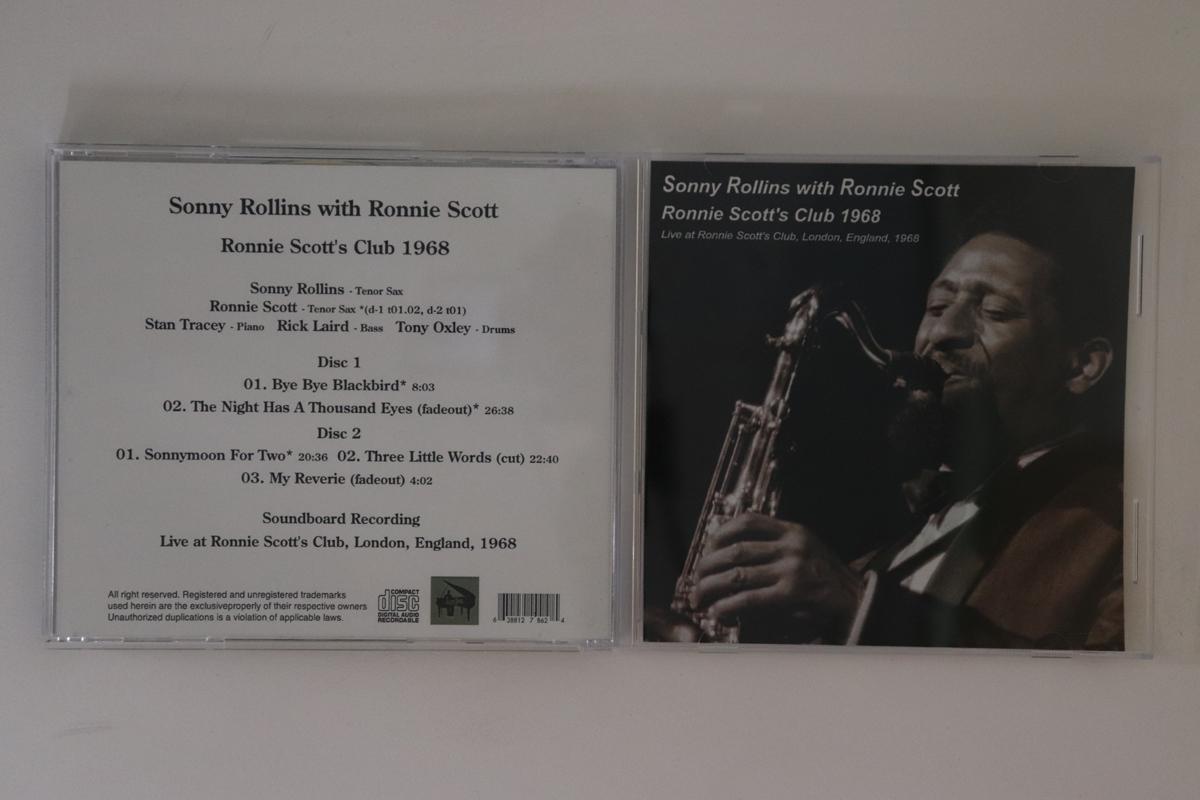 Sonny Rollins with Ronnie Scott
Ronnie Scott's Club 1968
Sonny Rollins - Tenor Sax
Ronnie Scott - Tenor Sax *(d-1 t01.02, d-2 t01)
Stan Tracey - Piano Rick Laird - Bass Tony Oxley - Drums
Disc 1
01. Bye Bye Blackbird* 8:03
02. The Night Has A Thousand Eyes (fadeout)* 26:38
Disc 2
01. Sonnymoon For Two* 20:36 02. Three Little Words (cut) 22:40
03. My Reverie (fadeout) 4:02
Soundboard Recording
Live at Ronnie Scott's Club, London, England, 1968
All right reserved. Registered and unregistered trademarks
used herein are the exclusiveproperly of their respective owners
Unauthorized duplications is a violation of applicable laws.
COMPACT
disc
DIGITAL AUDIO
RECORDABLE
6 38812 7 862 4
Sonny Rollins with Ronnie Scott
Ronnie Scott's Club 1968
Live at Ronnie Scott's Club, London, England, 1968